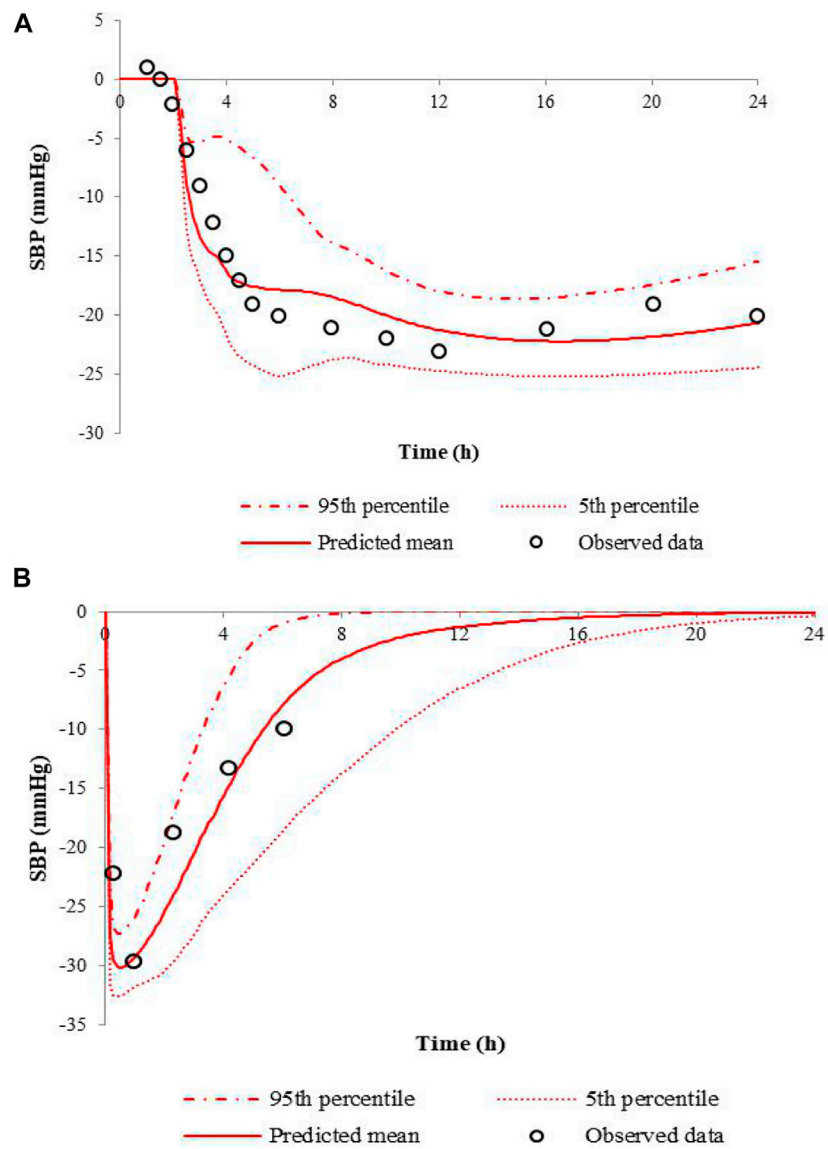 A
5
0
0 4 8 12 16 20 24
-5
-10
-15
-20
-25
-30
SBP (mmHg)
Time (h)
95th percentile 5th percentile
Predicted mean Observed data
B
0
0 4 8 12 16 20 24
-5
-10
-15
-20
-25
-30
-35
SBP (mmHg)
Time (h)
95th percentile 5th percentile
Predicted mean Observed data